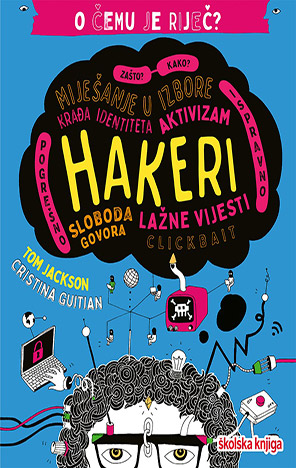 O ČEMU JE RIJEČ?
ZAŠTO?
KAKO?
MIJEŠANJE U IZBORE
KRAĐA IDENTITETA AKTIVIZAM
POGREŠNO
ISPRAVNO
HAKERI
SLOBODA GOVORA
LAŽNE VIJESTI
CLICKBAIT
TOM JACKSON
CRISTINA GUITIAN
školska knjiga